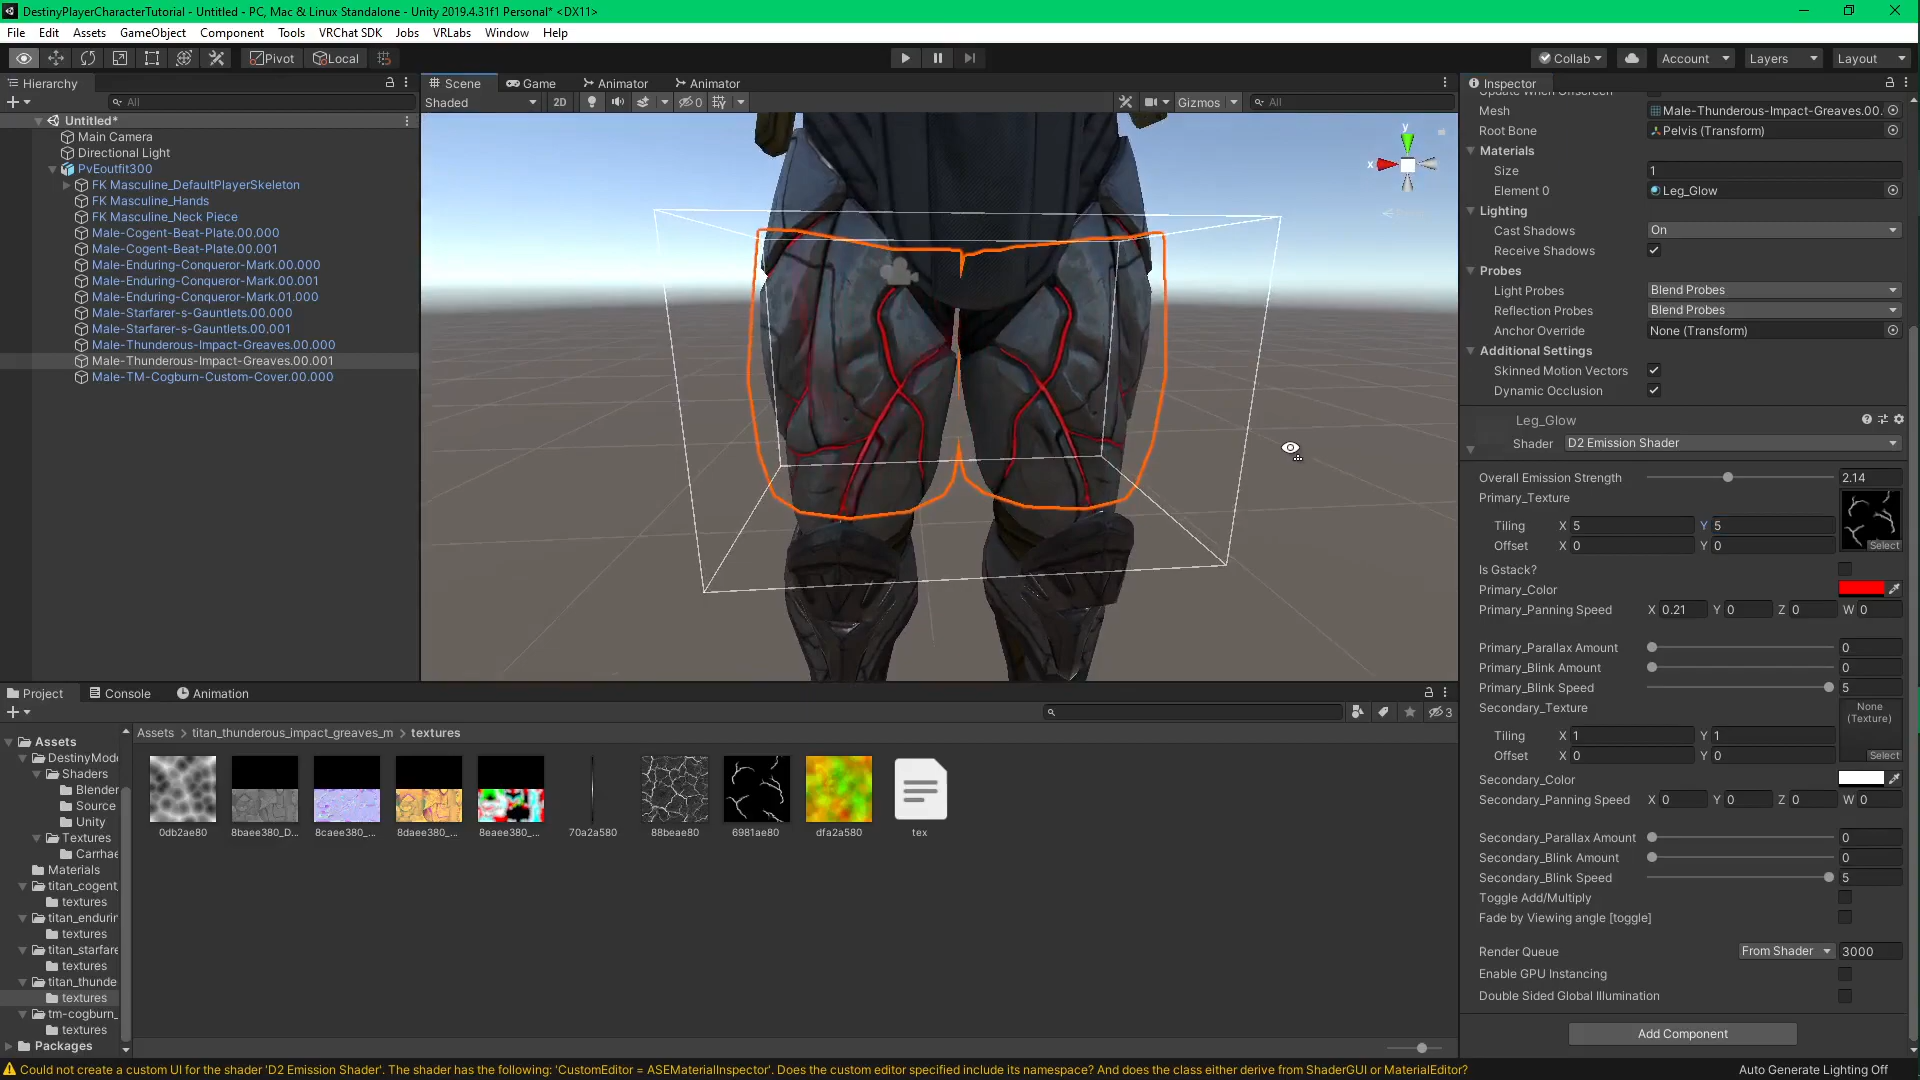 DestinyPlayerCharacterTutorial - Untitled - PC, Mac & Linux Standalone - Unity 2019.4.31f1 Personal* <DX11>
File Edit Assets GameObject Tools Component VRChat SDK Jobs VRLabs Window Help
Pivot Local Collab Account Layers Layout
Hierarchy
All
Untitled*
Main Camera
Directional Light
PvEoutfit300
FK Masculine_DefaultPlayerSkeleton
FK Masculine_Hands
FK Masculine_Neck Piece
Male-Cogent-Beat-Plate.00.000
Male-Cogent-Beat-Plate.00.001
Male-Enduring-Conqueror-Mark.00.000
Male-Enduring-Conqueror-Mark.00.001
Male-Enduring-Conqueror-Mark.01.000
Male-Starfarer-s-Gauntlets.00.000
Male-Starfarer-s-Gauntlets.00.001
Male-Thunderous-Impact-Greaves.00.000
Male-Thunderous-Impact-Greaves.00.001
Male-TM-Cogburn-Custom-Cover.00.000
Scene Game Animator Animator
Shaded 2D 0 Gizmos All
y
x
Inspector
Update When Offscreen
Mesh Male-Thunderous-Impact-Greaves.00.
Root Bone Pelvis (Transform)
Materials
Size 1
Element 0 Leg_Glow
Lighting
Cast Shadows On
Receive Shadows
Probes
Light Probes Blend Probes
Reflection Probes Blend Probes
Anchor Override None (Transform)
Additional Settings
Skinned Motion Vectors
Dynamic Occlusion
Leg_Glow
Shader D2 Emission Shader
Overall Emission Strength 2.14
Primary_Texture
Tiling X 5 Y 5
Offset X 0 Y 0 Select
Is Gstack?
Primary_Color
Primary_Panning Speed X 0.21 Y 0 Z 0 W 0
Primary_Parallax Amount 0
Primary_Blink Amount 0
Primary_Blink Speed 5
Secondary_Texture None (Texture)
Tiling X 1 Y 1
Offset X 0 Y 0 Select
Secondary_Color
Secondary_Panning Speed X 0 Y 0 Z 0 W 0
Secondary_Parallax Amount 0
Secondary_Blink Amount 0
Secondary_Blink Speed 5
Toggle Add/Multiply
Fade by Viewing angle [toggle]
Render Queue From Shader 3000
Enable GPU Instancing
Double Sided Global Illumination
Add Component
Project Console Animation
3
Assets
DestinyMode
Shaders
Blender
Source
Unity
Textures
Carrhae
Materials
titan_cogent_
textures
titan_endurin
textures
titan_starfare
textures
titan_thunde
textures
tm-cogburn_
textures
Packages
Assets > titan_thunderous_impact_greaves_m > textures
0db2ae80 8baee380_D... 8caee380_... 8daee380_... 8eaee380_... 70a2a580 88beae80 6981ae80 dfa2a580 tex
Could not create a custom UI for the shader 'D2 Emission Shader'. The shader has the following: 'CustomEditor = ASEMaterialInspector'. Does the custom editor specified include its namespace? And does the class either derive from ShaderGUI or MaterialEditor?
Auto Generate Lighting Off